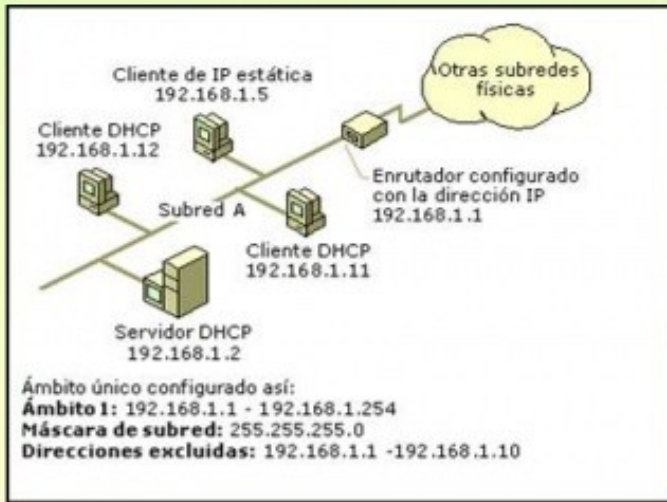 Cliente de IP estática
192.168.1.5
Otras subredes
físicas
Cliente DHCP
192.168.1.12
Enrutador configurado
con la dirección IP
192.168.1.1
Subred A
Cliente DHCP
192.168.1.11
Servidor DHCP
192.168.1.2
Ámbito único configurado así:
Ámbito 1: 192.168.1.1 - 192.168.1.254
Máscara de subred: 255.255.255.0
Direcciones excluidas: 192.168.1.1 -192.168.1.10